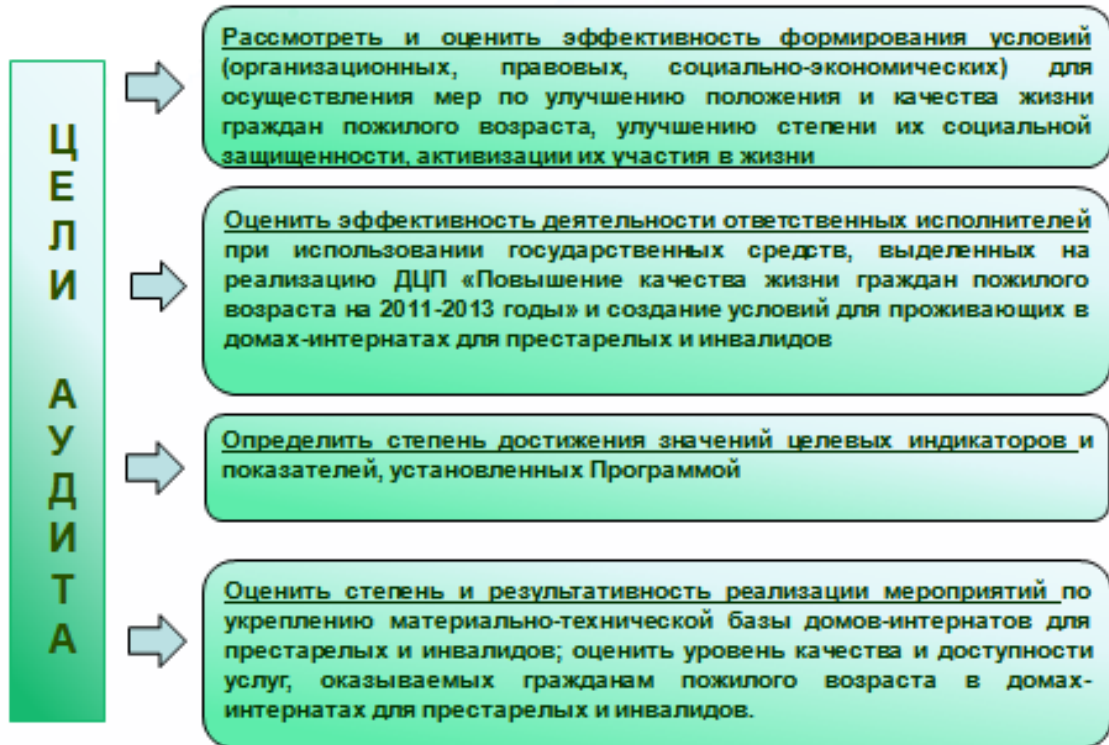 ЦЕЛИ АУДИТА
Рассмотреть и оценить эффективность формирования условий
(организационных, правовых, социально-экономических) для
осуществления мер по улучшению положения и качества жизни
граждан пожилого возраста, улучшению степени их социальной
защищенности, активизации их участия в жизни
Оценить эффективность деятельности ответственных исполнителей
при использовании государственных средств, выделенных на
реализацию ДЦП «Повышение качества жизни граждан пожилого
возраста на 2011-2013 годы» и создание условий для проживающих в
домах-интернатах для престарелых и инвалидов
Определить степень достижения значений целевых индикаторов и
показателей, установленных Программой
Оценить степень и результативность реализации мероприятий по
укреплению материально-технической базы домов-интернатов для
престарелых и инвалидов; оценить уровень качества и доступности
услуг, оказываемых гражданам пожилого возраста в домах-
интернатах для престарелых и инвалидов.